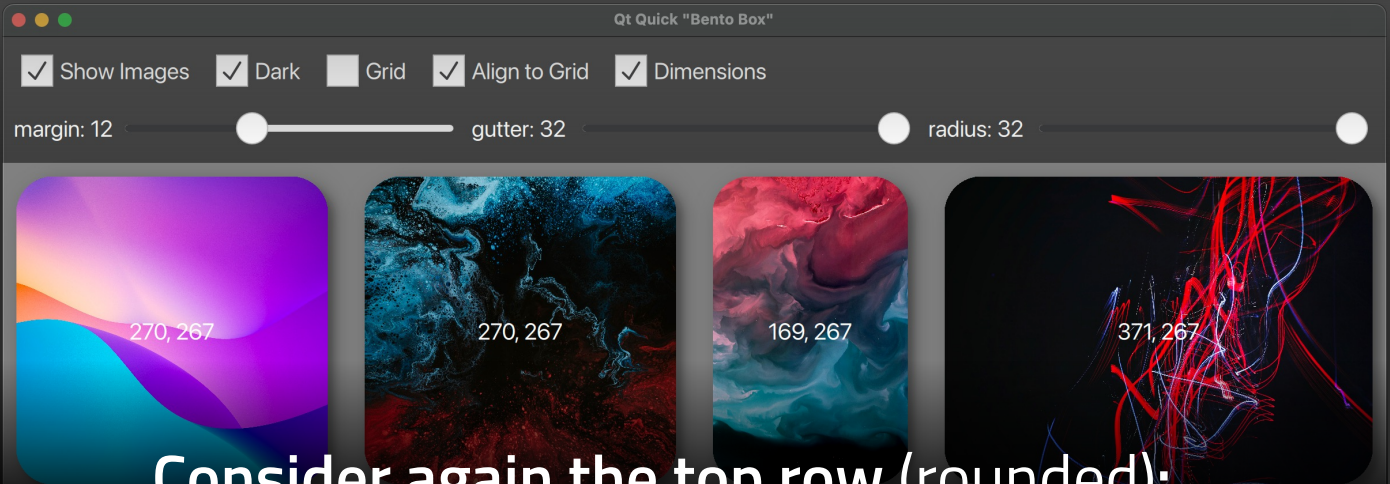 Qt Quick "Bento Box"
Show Images Dark Grid Align to Grid Dimensions
margin: 12 gutter: 32 radius: 32
270, 267 270, 267 169, 267 371, 267
Consider again the top row (rounded):